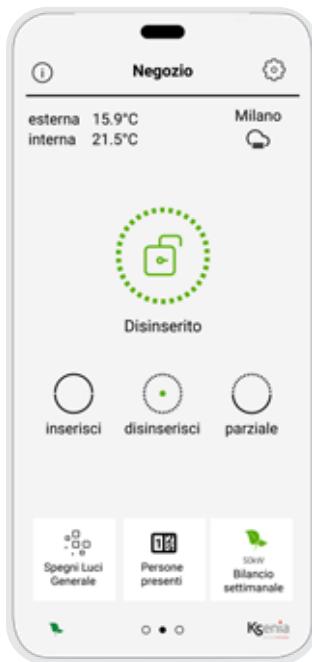 Negozio
esterna 15.9°C
interna 21.5°C
Milano
Disinserito
inserisci
disinserisci
parziale
Spegni Luci
Generale
Persone
presenti
50kW
Bilancio
settimanale
Ksenia